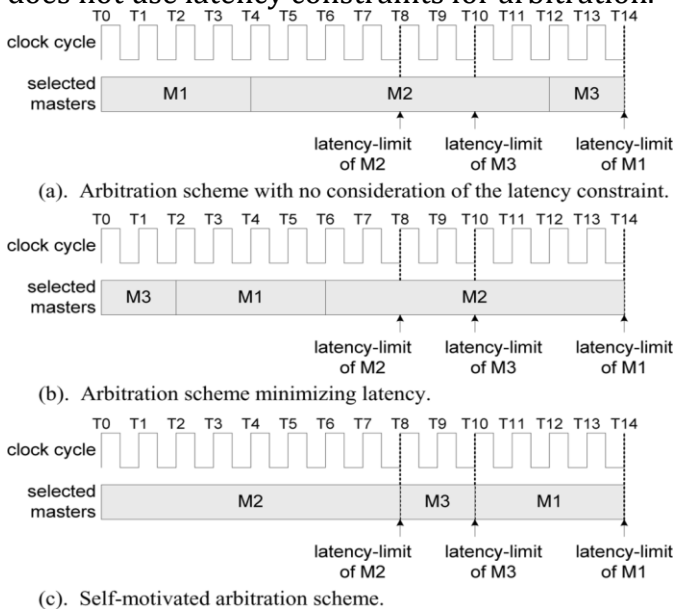 does not use latency constraints for arbitration.
T0 T1 T2 T3 T4 T5 T6 T7 T8 T9 T10 T11 T12 T13 T14
clock cycle
selected
masters
M1 M2 M3
latency-limit latency-limit latency-limit
of M2 of M3 of M1
(a). Arbitration scheme with no consideration of the latency constraint.
T0 T1 T2 T3 T4 T5 T6 T7 T8 T9 T10 T11 T12 T13 T14
clock cycle
selected
masters
M3 M1 M2
latency-limit latency-limit latency-limit
of M2 of M3 of M1
(b). Arbitration scheme minimizing latency.
T0 T1 T2 T3 T4 T5 T6 T7 T8 T9 T10 T11 T12 T13 T14
clock cycle
selected
masters
M2 M3 M1
latency-limit latency-limit latency-limit
of M2 of M3 of M1
(c). Self-motivated arbitration scheme.